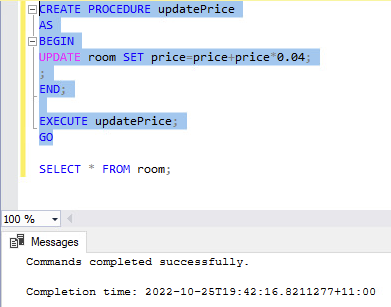 CREATE PROCEDURE updatePrice
AS
BEGIN
UPDATE room SET price=price+price*0.04;
;
END;
EXECUTE updatePrice;
GO
SELECT * FROM room;
100 %
Messages
Commands completed successfully.
Completion time: 2022-10-25T19:42:16.8211277+11:00